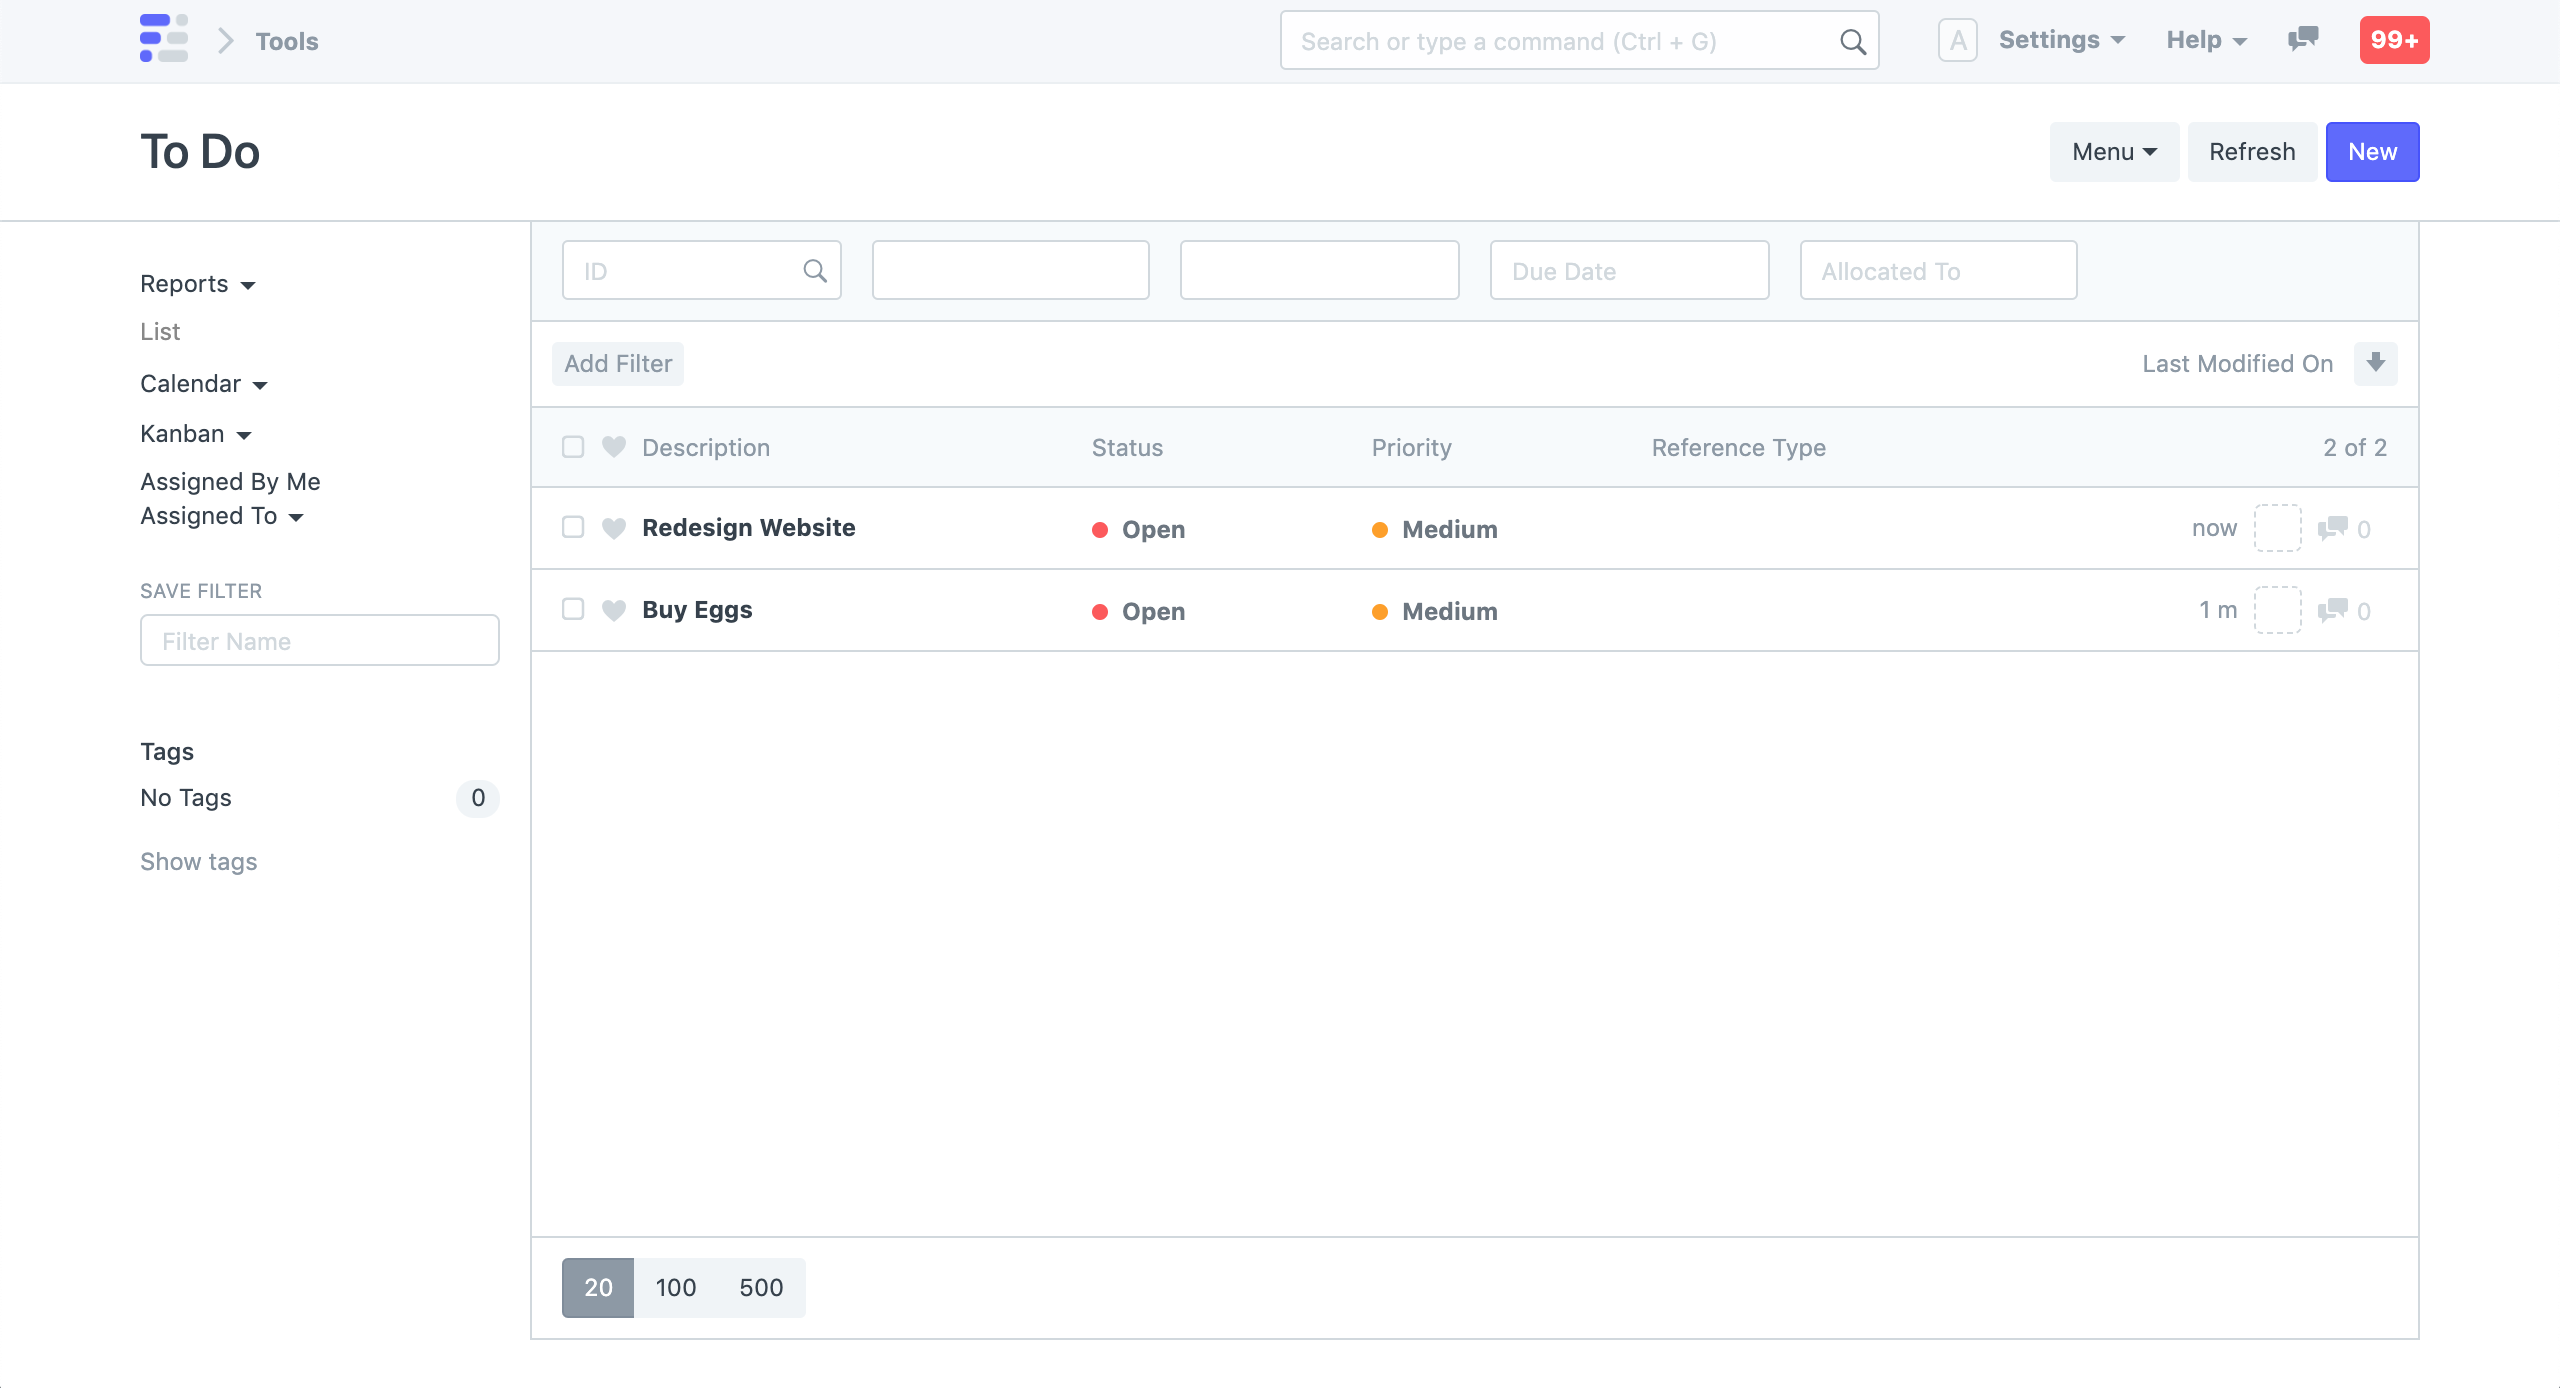 Tools
Search or type a command (Ctrl + G)
A
Settings
Help
99+
To Do
Menu
Refresh
New
Reports
List
Calendar
Kanban
Assigned By Me
Assigned To
SAVE FILTER
Filter Name
Tags
No Tags 0
Show tags
ID
Due Date
Allocated To
Add Filter
Last Modified On
Description Status Priority Reference Type 2 of 2
Redesign Website Open Medium now 0
Buy Eggs Open Medium 1 m 0
20 100 500